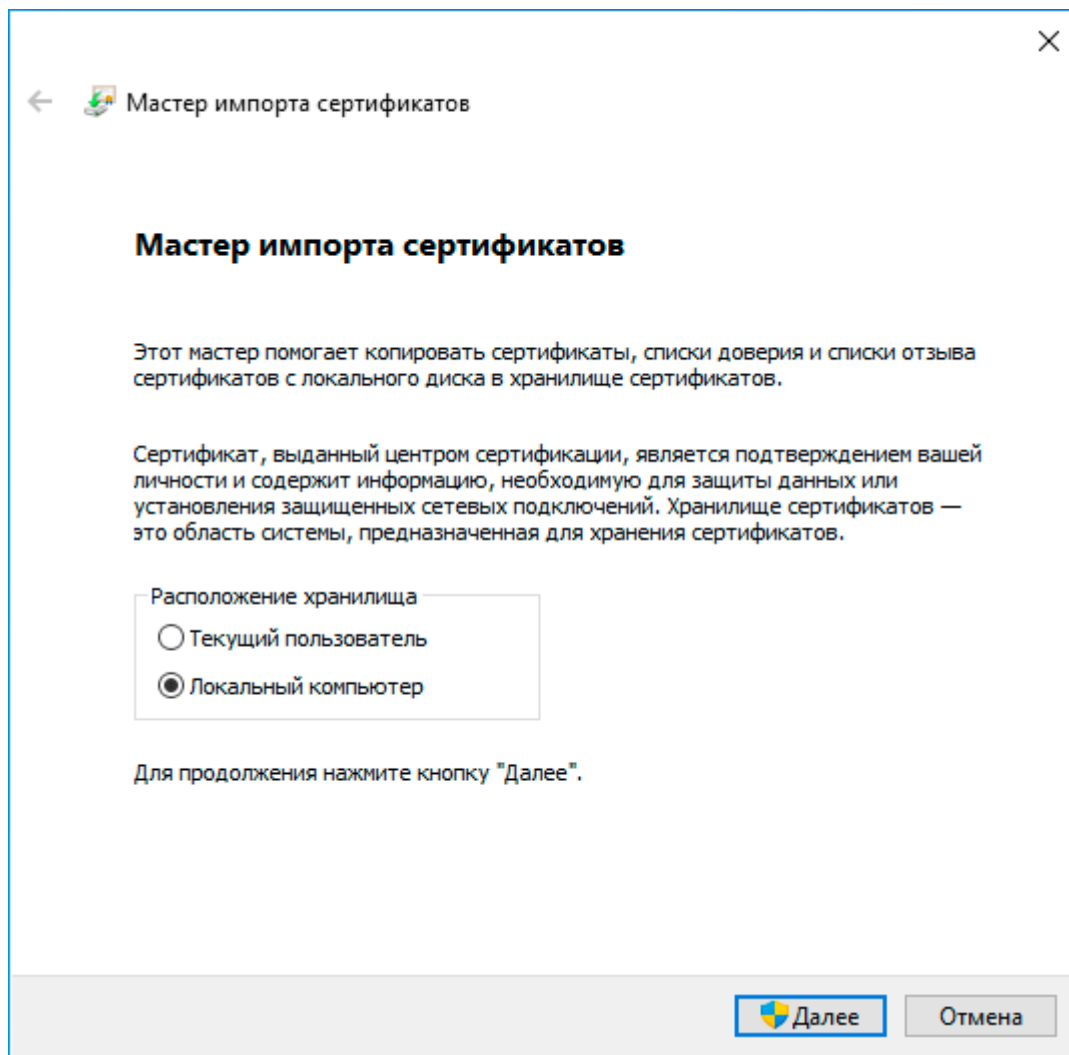 Мастер импорта сертификатов
Мастер импорта сертификатов
Этот мастер помогает копировать сертификаты, списки доверия и списки отзыва
сертификатов с локального диска в хранилище сертификатов.
Сертификат, выданный центром сертификации, является подтверждением вашей
личности и содержит информацию, необходимую для защиты данных или
установления защищенных сетевых подключений. Хранилище сертификатов —
это область системы, предназначенная для хранения сертификатов.
Расположение хранилища
Текущий пользователь
Локальный компьютер
Для продолжения нажмите кнопку "Далее".
Далее
Отмена